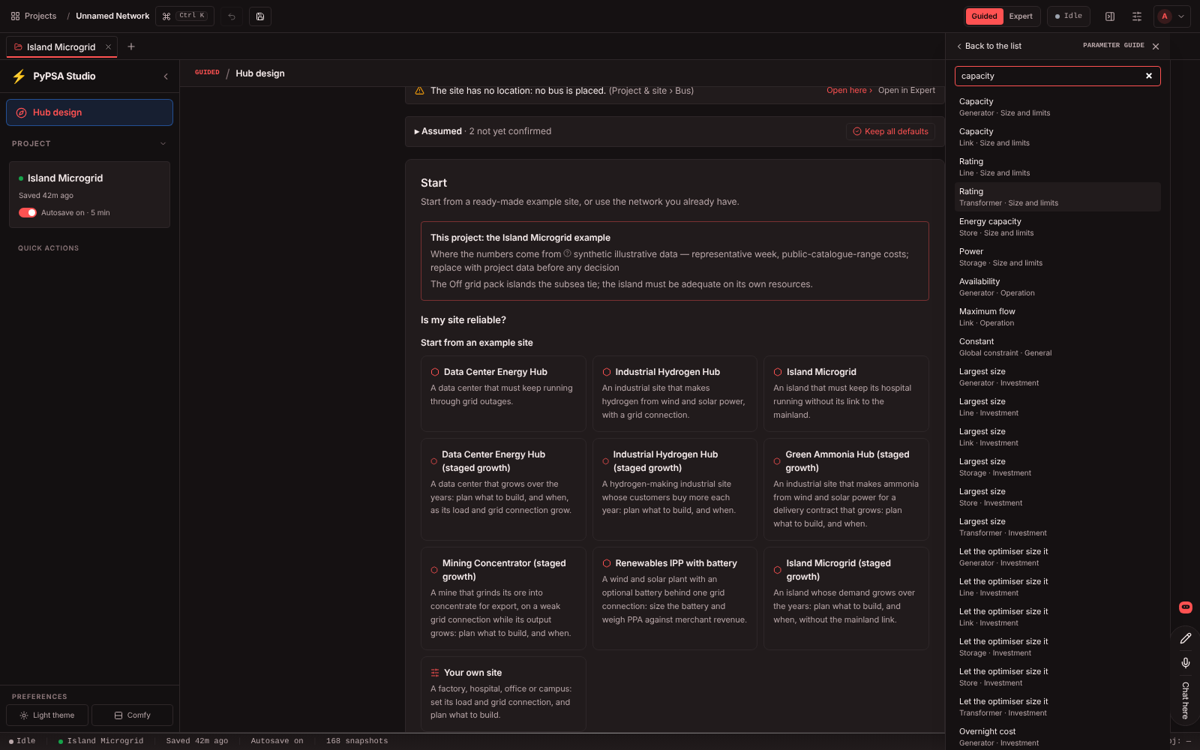 Projects / Unnamed Network ⌘ Ctrl K Guided Expert Idle A
Island Microgrid × +
PyPSA Studio
Hub design
PROJECT
Island Microgrid
Saved 42m ago
Autosave on · 5 min
QUICK ACTIONS
PREFERENCES
Light theme Comfy
GUIDED / Hub design
The site has no location: no bus is placed. (Project & site › Bus) Open here › Open in Expert
▸ Assumed · 2 not yet confirmed Keep all defaults
Start
Start from a ready-made example site, or use the network you already have.
This project: the Island Microgrid example
Where the numbers come from ? synthetic illustrative data — representative week, public-catalogue-range costs;
replace with project data before any decision
The Off grid pack islands the subsea tie; the island must be adequate on its own resources.
Is my site reliable?
Start from an example site
Data Center Energy Hub
A data center that must keep running
through grid outages.
Industrial Hydrogen Hub
An industrial site that makes
hydrogen from wind and solar power,
with a grid connection.
Island Microgrid
An island that must keep its hospital
running without its link to the
mainland.
Data Center Energy Hub
(staged growth)
A data center that grows over the
years: plan what to build, and when,
as its load and grid connection grow.
Industrial Hydrogen Hub
(staged growth)
A hydrogen-making industrial site
whose customers buy more each
year: plan what to build, and when.
Green Ammonia Hub (staged
growth)
An industrial site that makes ammonia
from wind and solar power for a
delivery contract that grows: plan
what to build, and when.
Mining Concentrator (staged
growth)
A mine that grinds its ore into
concentrate for export, on a weak
grid connection while its output
grows: plan what to build, and when.
Renewables IPP with battery
A wind and solar plant with an
optional battery behind one grid
connection: size the battery and
weigh PPA against merchant revenue.
Island Microgrid (staged
growth)
An island whose demand grows over
the years: plan what to build, and
when, without the mainland link.
Your own site
A factory, hospital, office or campus:
set its load and grid connection, and
plan what to build.
‹ Back to the list PARAMETER GUIDE ×
capacity ×
Capacity
Generator · Size and limits
Capacity
Link · Size and limits
Rating
Line · Size and limits
Rating
Transformer · Size and limits
Energy capacity
Store · Size and limits
Power
Storage · Size and limits
Availability
Generator · Operation
Maximum flow
Link · Operation
Constant
Global constraint · General
Largest size
Generator · Investment
Largest size
Line · Investment
Largest size
Link · Investment
Largest size
Storage · Investment
Largest size
Store · Investment
Largest size
Transformer · Investment
Let the optimiser size it
Generator · Investment
Let the optimiser size it
Line · Investment
Let the optimiser size it
Link · Investment
Let the optimiser size it
Storage · Investment
Let the optimiser size it
Store · Investment
Let the optimiser size it
Transformer · Investment
Overnight cost
Generator · Investment
Chat here
Idle Island Microgrid Saved 42m ago Autosave on 168 snapshots